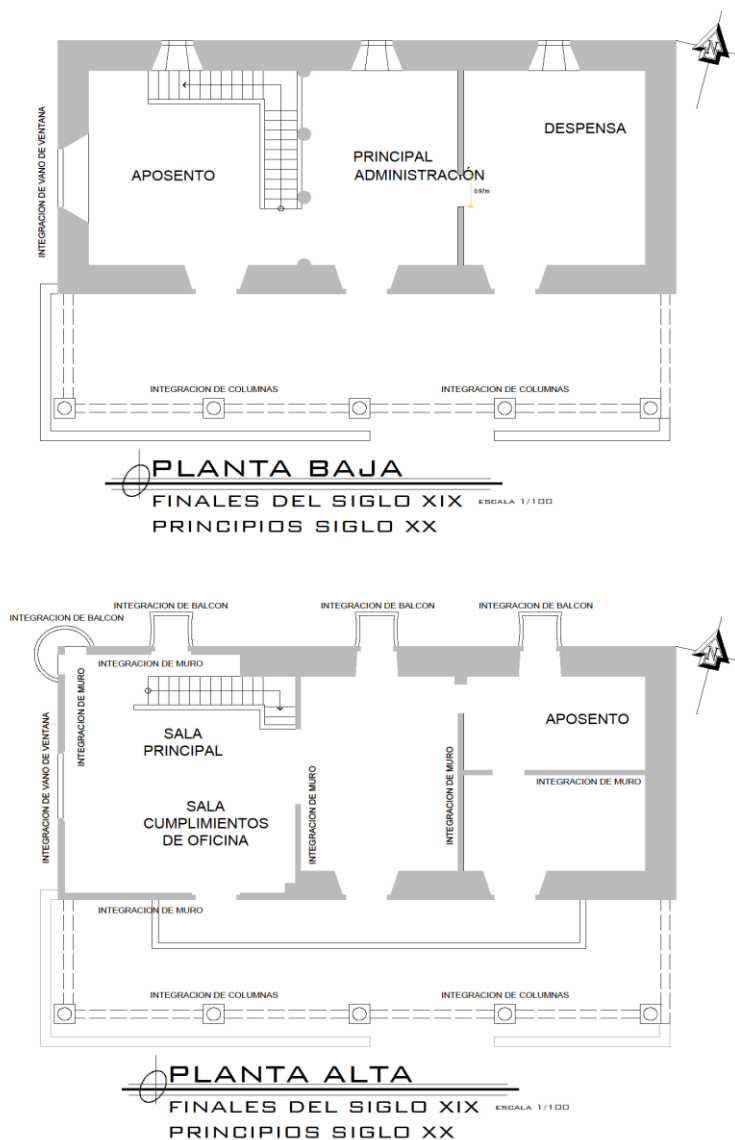 N
INTEGRACION DE VANO DE VENTANA
APOSENTO
PRINCIPAL
ADMINISTRACIÓN
DESPENSA
0.97m
INTEGRACION DE COLUMNAS
INTEGRACION DE COLUMNAS
PLANTA BAJA
FINALES DEL SIGLO XIX ESCALA 1/100
PRINCIPIOS SIGLO XX
INTEGRACION DE BALCON
INTEGRACION DE BALCON
INTEGRACION DE BALCON
INTEGRACION DE BALCON
N
INTEGRACION DE MURO
INTEGRACION DE MURO
INTEGRACION DE VANO DE VENTANA
SALA
PRINCIPAL
SALA
CUMPLIMIENTOS
DE OFICINA
INTEGRACION DE MURO
INTEGRACION DE MURO
APOSENTO
INTEGRACION DE MURO
INTEGRACION DE MURO
INTEGRACION DE COLUMNAS
INTEGRACION DE COLUMNAS
PLANTA ALTA
FINALES DEL SIGLO XIX ESCALA 1/100
PRINCIPIOS SIGLO XX